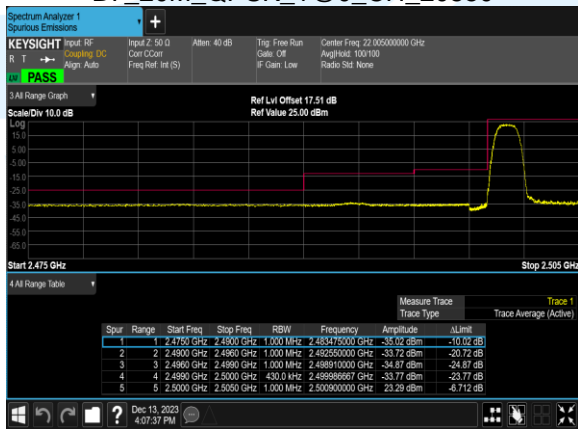 Spectrum Analyzer 1
Spurious Emissions
KEYSIGHT Input: RF
R T Coupling: DC
Align: Auto
LXI PASS
Input Z: 50 Ω
Corr CCorr
Freq Ref: Int (S)
Atten: 40 dB
Trig: Free Run
Gate: Off
IF Gain: Low
Center Freq: 22.005000000 GHz
Avg|Hold: 100/100
Radio Std: None
3 All Range Graph
Scale/Div 10.0 dB
Ref Lvl Offset 17.51 dB
Ref Value 25.00 dBm
Log
15.0
5.00
-5.00
-15.0
-25.0
-35.0
-45.0
-55.0
-65.0
Start 2.475 GHz
Stop 2.505 GHz
4 All Range Table
Measure Trace Trace 1
Trace Type Trace Average (Active)
Spur Range Start Freq Stop Freq RBW Frequency Amplitude ΔLimit
1 1 2.4750 GHz 2.4900 GHz 1.000 MHz 2.483475000 GHz -35.02 dBm -10.02 dB
2 2 2.4900 GHz 2.4960 GHz 1.000 MHz 2.492550000 GHz -33.72 dBm -20.72 dB
3 3 2.4960 GHz 2.4990 GHz 1.000 MHz 2.498910000 GHz -34.87 dBm -24.87 dB
4 4 2.4990 GHz 2.5000 GHz 430.0 kHz 2.499986667 GHz -33.77 dBm -23.77 dB
5 5 2.5000 GHz 2.5050 GHz 1.000 MHz 2.500900000 GHz 23.29 dBm -6.712 dB
Dec 13, 2023
4:07:37 PM